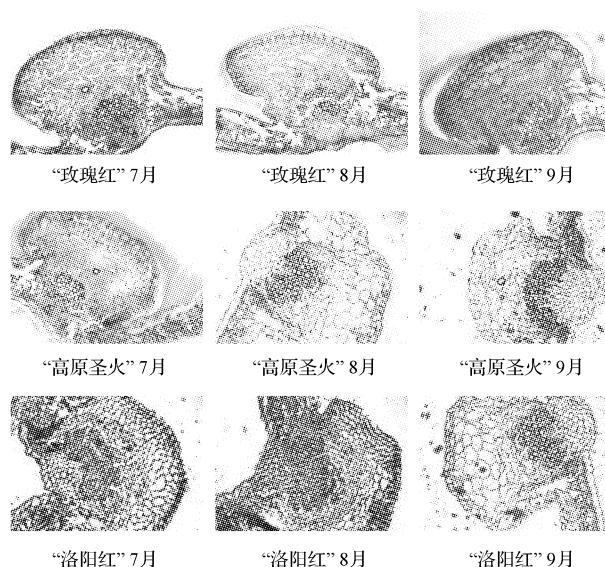 “玫瑰红” 7月 “玫瑰红” 8月 “玫瑰红” 9月
“高原圣火” 7月 “高原圣火” 8月 “高原圣火” 9月
“洛阳红” 7月 “洛阳红” 8月 “洛阳红” 9月